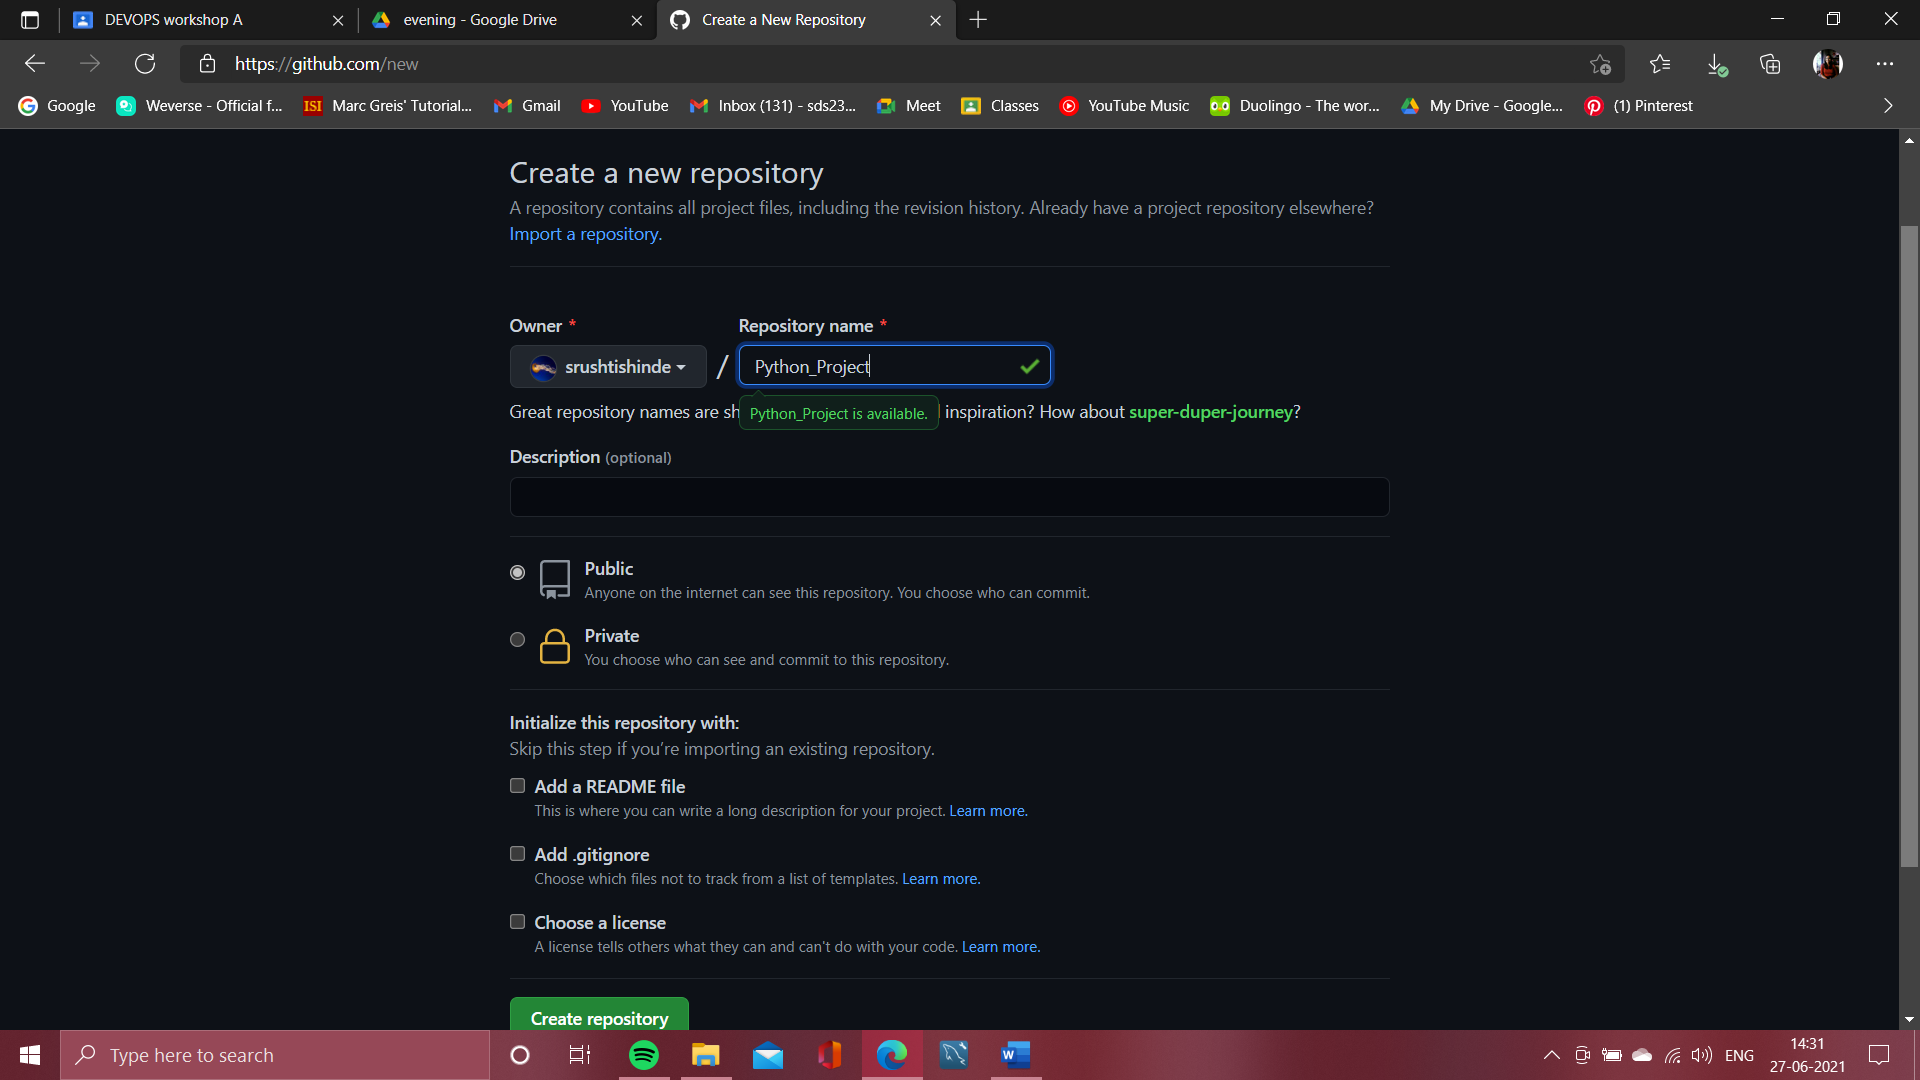 DEVOPS workshop A
evening - Google Drive
Create a New Repository
https://github.com/new
Google
Weverse - Official f...
ISI
Marc Greis' Tutorial...
Gmail
YouTube
Inbox (131) - sds23...
Meet
Classes
YouTube Music
Duolingo - The wor...
My Drive - Google...
(1) Pinterest
Create a new repository
A repository contains all project files, including the revision history. Already have a project repository elsewhere?
Import a repository.
Owner *
Repository name *
srushtishinde
/
Python_Project
Great repository names are sh
Python_Project is available.
inspiration? How about super-duper-journey?
Description (optional)
Public
Anyone on the internet can see this repository. You choose who can commit.
Private
You choose who can see and commit to this repository.
Initialize this repository with:
Skip this step if you’re importing an existing repository.
Add a README file
This is where you can write a long description for your project. Learn more.
Add .gitignore
Choose which files not to track from a list of templates. Learn more.
Choose a license
A license tells others what they can and can't do with your code. Learn more.
Create repository
Type here to search
W
ENG
14:31
27-06-2021